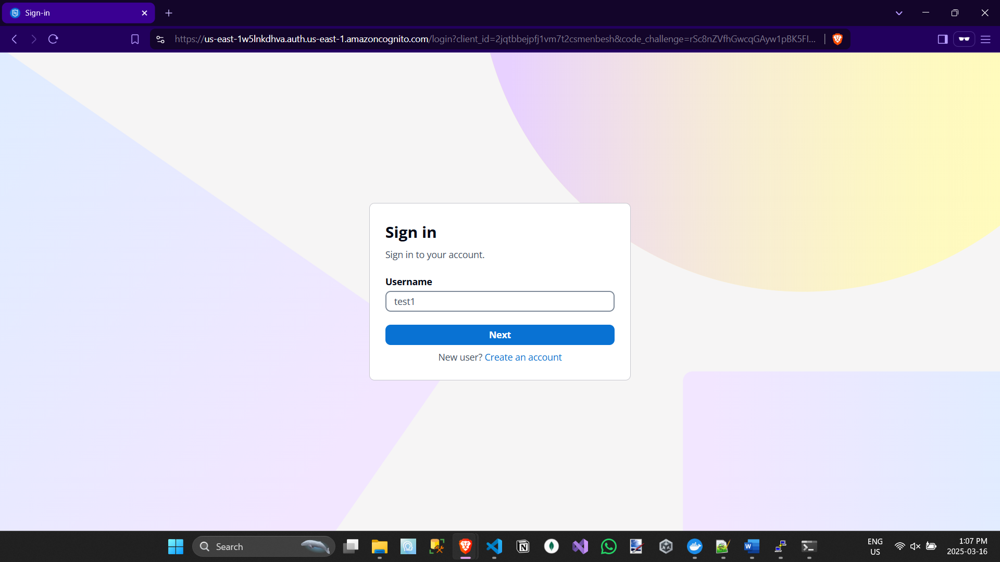 Sign-in
https://us-east-1w5lnkdhva.auth.us-east-1.amazoncognito.com/login?client_id=2jqtbbejpfj1vm7t2csmenbesh&code_challenge=rSc8nZVfhGwcqGAyw1pBK5FI...
Sign in
Sign in to your account.
Username
test1
Next
New user? Create an account
Search
ENG
US
1:07 PM
2025-03-16